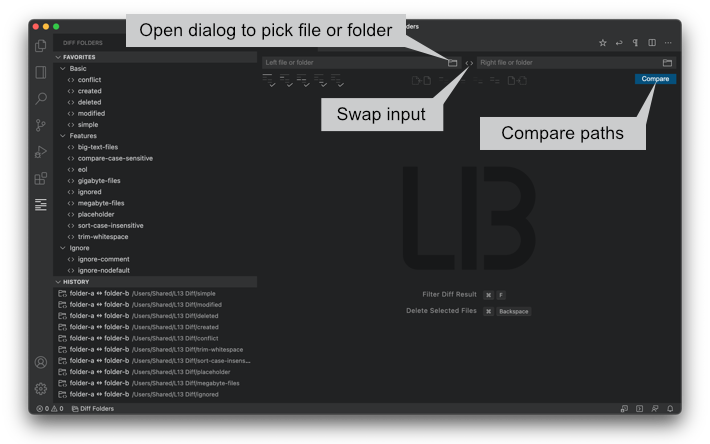 Open dialog to pick file or folder
ders
DIFF FOLDERS
FAVORITES
Left file or folder
Right file or folder
Basic
conflict
Compare
created
deleted
modified
Swap input
simple
Compare paths
Features
big-text-files
compare-case-sensitive
eol
gigabyte-files
ignored
megabyte-files
placeholder
sort-case-insensitive
trim-whitespace
Ignore
ignore-comment
ignore-nodefault
L13
HISTORY
folder-a ↔ folder-b /Users/Shared/L13 Diff/simple
Filter Diff Result ⌘ F
folder-a ↔ folder-b /Users/Shared/L13 Diff/modified
Delete Selected Files ⌘ Backspace
folder-a ↔ folder-b /Users/Shared/L13 Diff/deleted
folder-a ↔ folder-b /Users/Shared/L13 Diff/created
folder-a ↔ folder-b /Users/Shared/L13 Diff/conflict
folder-a ↔ folder-b /Users/Shared/L13 Diff/trim-whitespace
folder-a ↔ folder-b /Users/Shared/L13 Diff/sort-case-insens...
folder-a ↔ folder-b /Users/Shared/L13 Diff/placeholder
folder-a ↔ folder-b /Users/Shared/L13 Diff/megabyte-files
folder-a ↔ folder-b /Users/Shared/L13 Diff/ignored
0 0 Diff Folders